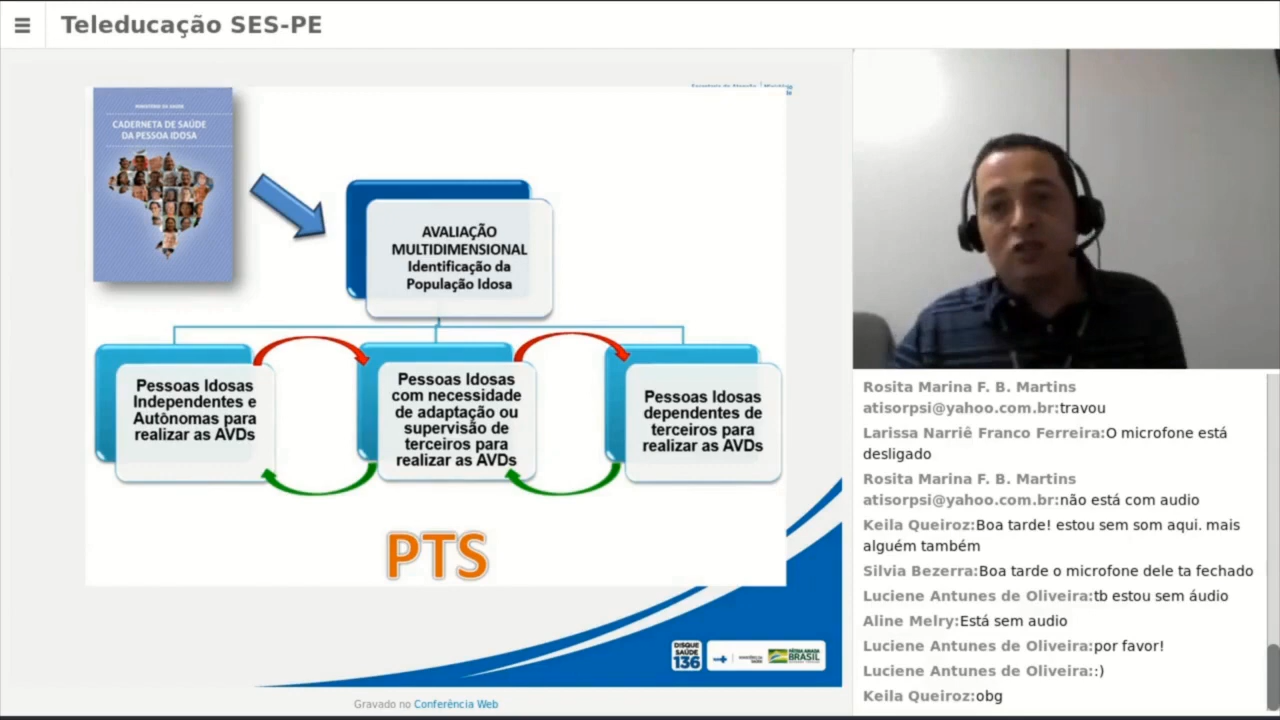 Teleducação SES-PE
MINISTÉRIO DA SAÚDE
CADERNETA DE SAÚDE
DA PESSOA IDOSA
AVALIAÇÃO
MULTIDIMENSIONAL
Identificação da
População Idosa
Pessoas Idosas
Independentes e
Autônomas para
realizar as AVDs
Pessoas Idosas
com necessidade
de adaptação ou
supervisão de
terceiros para
realizar as AVDs
Pessoas Idosas
dependentes de
terceiros para
realizar as AVDs
PTS
DISQUE
SAÚDE
136
PÁTRIA AMADA
BRASIL
Gravado no Conferência Web
Rosita Marina F. B. Martins
atisorpsi@yahoo.com.br:travou
Larissa Narriê Franco Ferreira:O microfone está
desligado
Rosita Marina F. B. Martins
atisorpsi@yahoo.com.br:não está com audio
Keila Queiroz:Boa tarde! estou sem som aqui. mais
alguém também
Silvia Bezerra:Boa tarde o microfone dele ta fechado
Luciene Antunes de Oliveira:tb estou sem áudio
Aline Melry:Está sem audio
Luciene Antunes de Oliveira:por favor!
Luciene Antunes de Oliveira::)
Keila Queiroz:obg